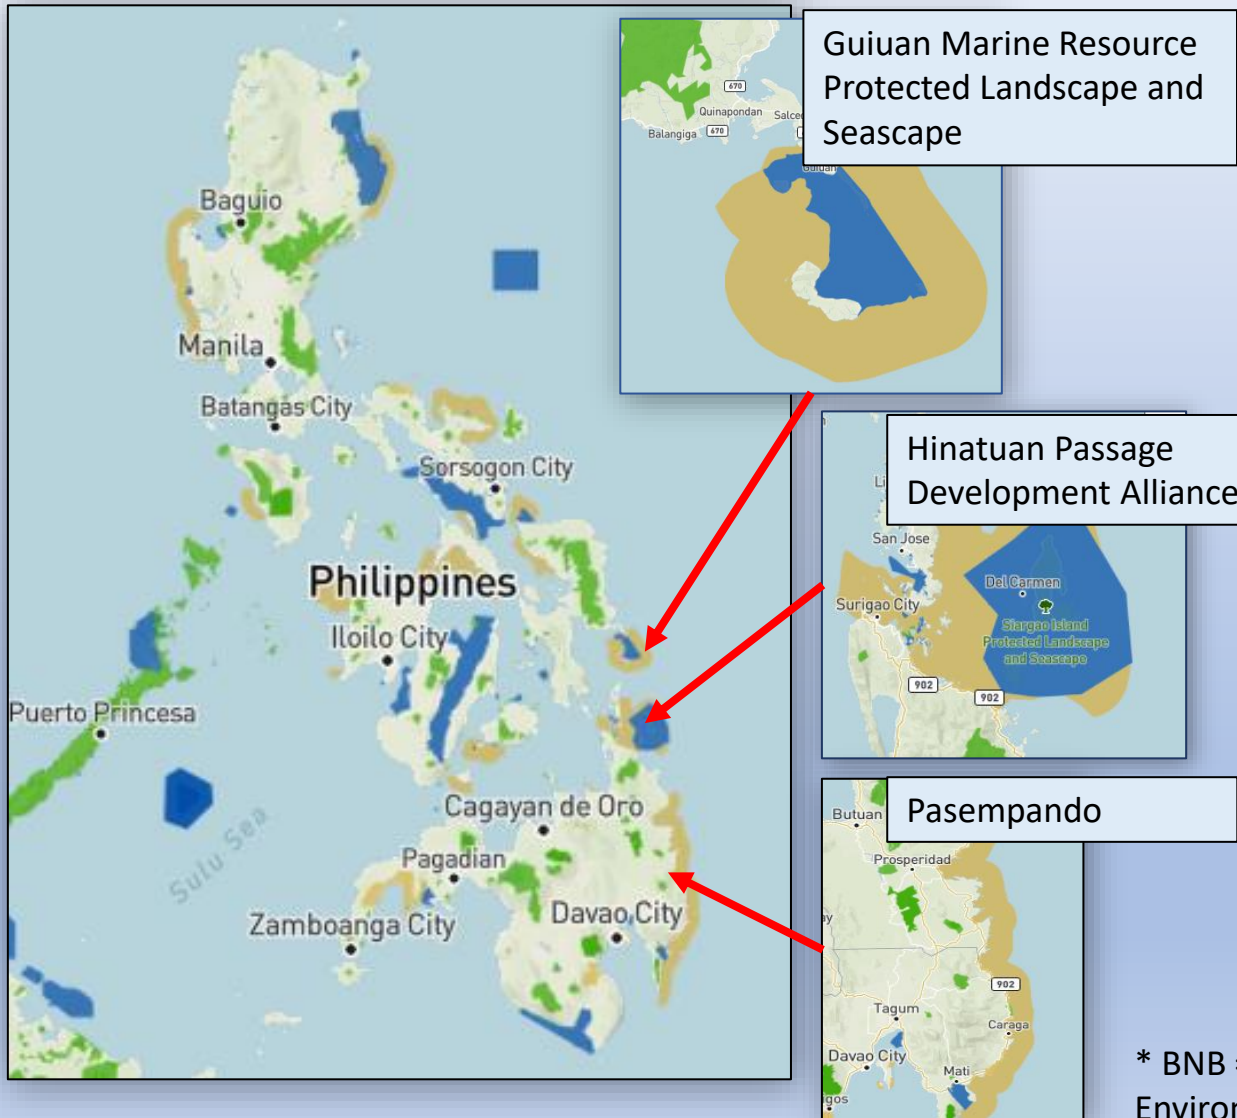 Baguio
Manila
Batangas City
Sorsogon City
Philippines
Iloilo City
Puerto Princesa
Cagayan de Oro
Sulu Sea
Pagadian
Zamboanga City
Davao City
Guiuan Marine Resource
Protected Landscape and
Seascape
670
Quinapondan
Balangiga
670
Guiuan
Hinatuan Passage
Development Alliance
San Jose
Del Carmen
Surigao City
Siargao Island
Protected Landscape
and Seascape
902
902
Pasempando
Butuan
Prosperidad
902
Tagum
Caraga
Davao City
Mati
* BNB
Environ